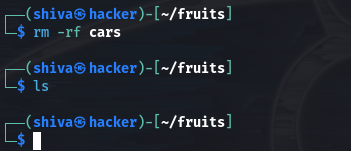 ┌──(shiva㉿hacker)-[~/fruits]
└─$ rm -rf cars
┌──(shiva㉿hacker)-[~/fruits]
└─$ ls
┌──(shiva㉿hacker)-[~/fruits]
└─$